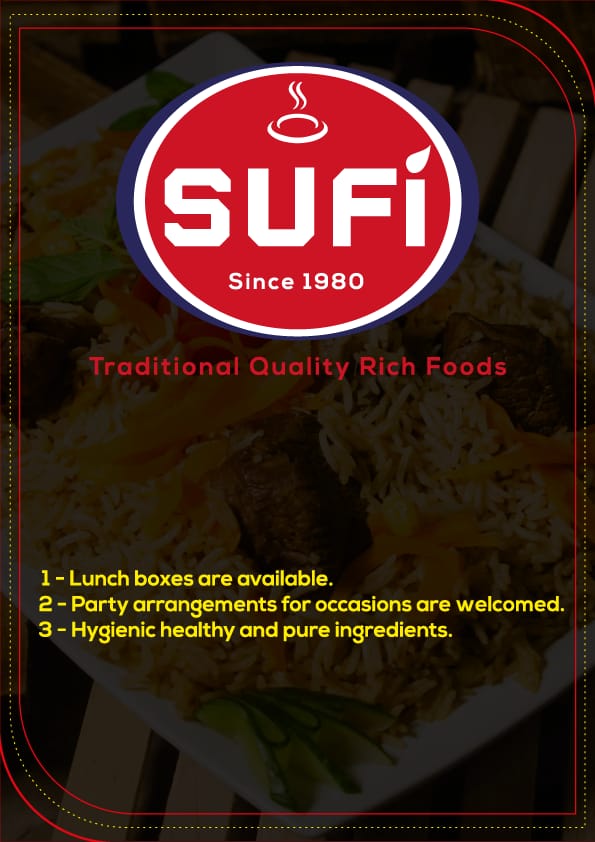 SUFi
Since 1980
Traditional Quality Rich Foods
1 - Lunch boxes are available.
2 - Party arrangements for occasions are welcomed.
3 - Hygienic healthy and pure ingredients.